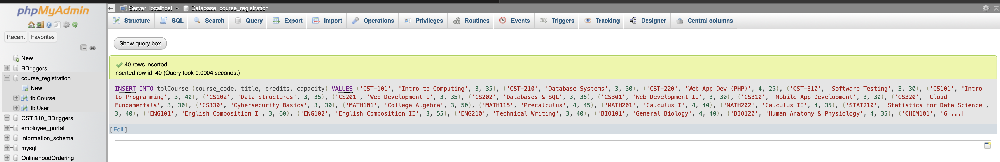 phpMyAdmin
Recent Favorites
New
BDriggers
course_registration
New
tblCourse
tblUser
CST 310_BDriggers
employee_portal
information_schema
mysql
OnlineFoodOrdering
Server: localhost » Database: course_registration
Structure SQL Search Query Export Import Operations Privileges Routines Events Triggers Tracking Designer Central columns
Show query box
40 rows inserted.
Inserted row id: 40 (Query took 0.0004 seconds.)
INSERT INTO tblCourse (course_code, title, credits, capacity) VALUES ('CST-101', 'Intro to Computing', 3, 35), ('CST-210', 'Database Systems', 3, 30), ('CST-220', 'Web App Dev (PHP)', 4, 25), ('CST-310', 'Software Testing', 3, 30), ('CS101', 'Intro
to Programming', 3, 40), ('CS102', 'Data Structures', 3, 35), ('CS201', 'Web Development I', 3, 35), ('CS202', 'Databases & SQL', 3, 35), ('CS301', 'Web Development II', 3, 30), ('CS310', 'Mobile App Development', 3, 30), ('CS320', 'Cloud
Fundamentals', 3, 30), ('CS330', 'Cybersecurity Basics', 3, 30), ('MATH101', 'College Algebra', 3, 50), ('MATH115', 'Precalculus', 4, 45), ('MATH201', 'Calculus I', 4, 40), ('MATH202', 'Calculus II', 4, 35), ('STAT210', 'Statistics for Data Science',
3, 40), ('ENG101', 'English Composition I', 3, 60), ('ENG102', 'English Composition II', 3, 55), ('ENG210', 'Technical Writing', 3, 40), ('BIO101', 'General Biology', 4, 40), ('BIO120', 'Human Anatomy & Physiology', 4, 35), ('CHEM101', 'G[...]
[ Edit ]